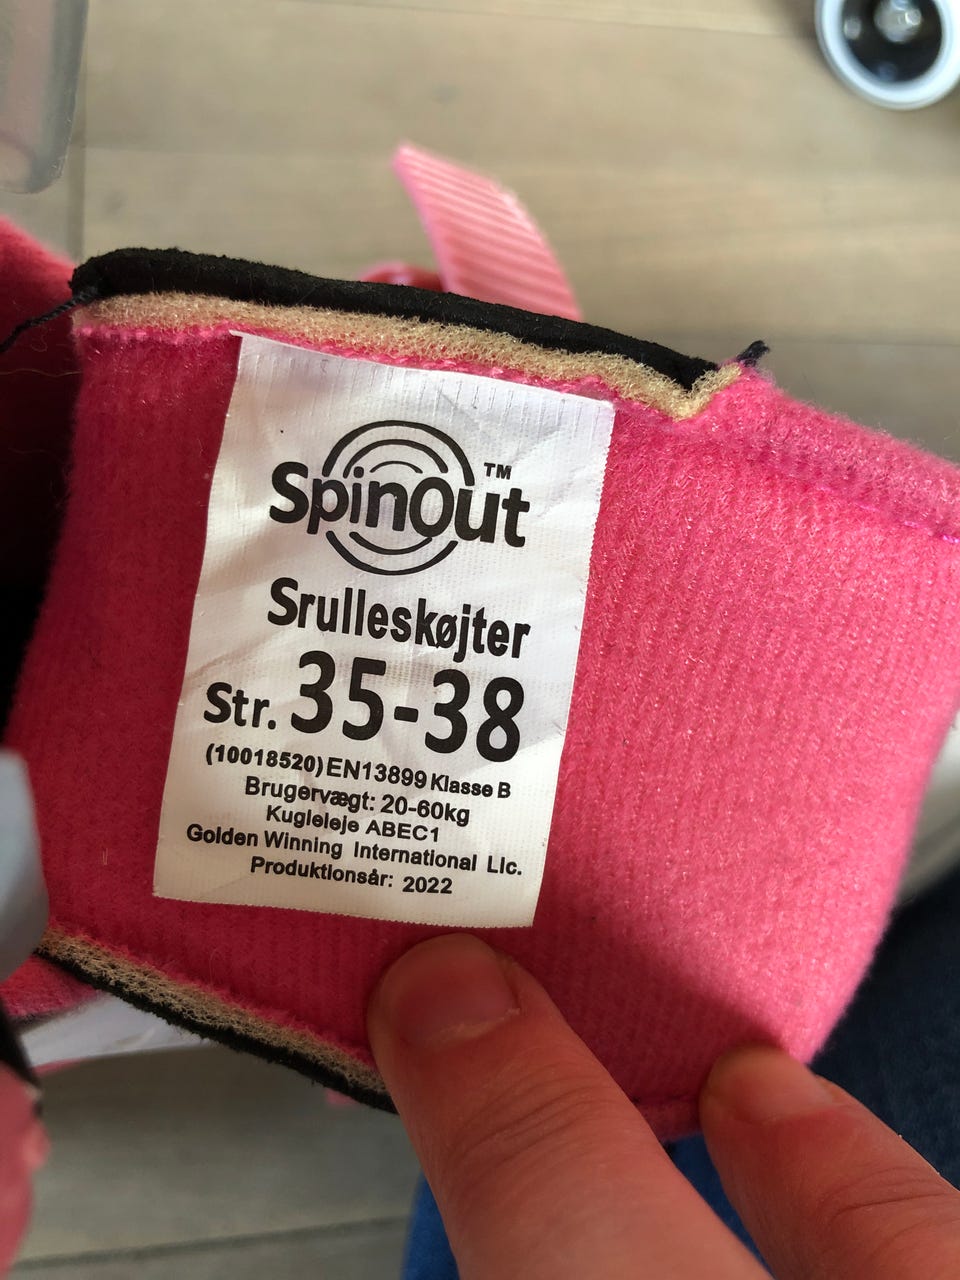 SpinOut™
Srulleskøjter
Str. 35-38
(10018520) EN13899 Klasse B
Brugervægt: 20-60kg
Kugleleje ABEC1
Golden Winning International Llc.
Produktionsår: 2022